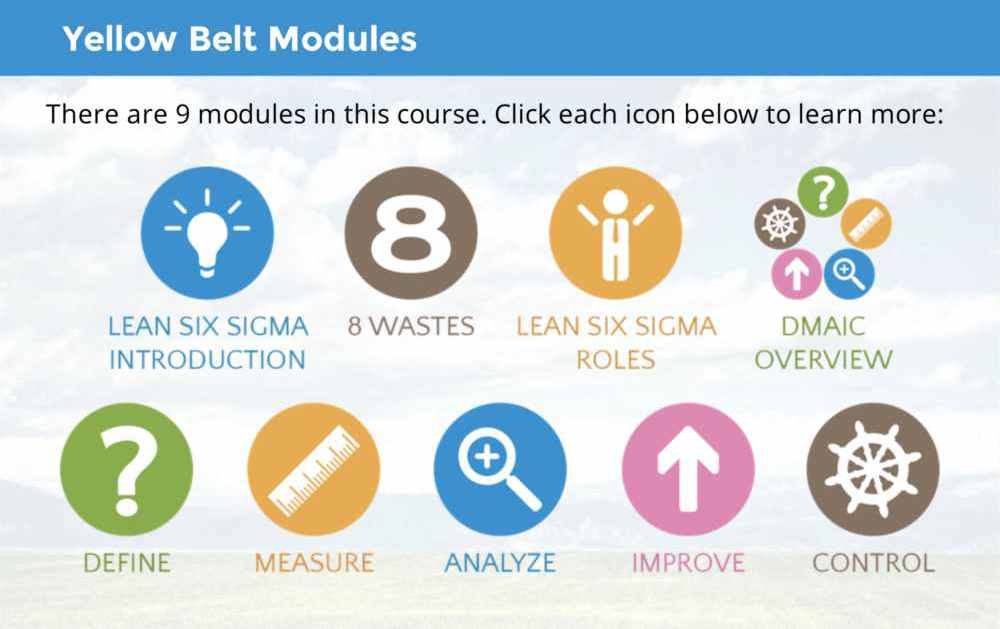 Yellow Belt Modules
There are 9 modules in this course. Click each icon below to learn more:
8
LEAN SIX SIGMA
INTRODUCTION
8 WASTES
LEAN SIX SIGMA
ROLES
?
DMAIC
OVERVIEW
?
DEFINE
MEASURE
ANALYZE
IMPROVE
CONTROL